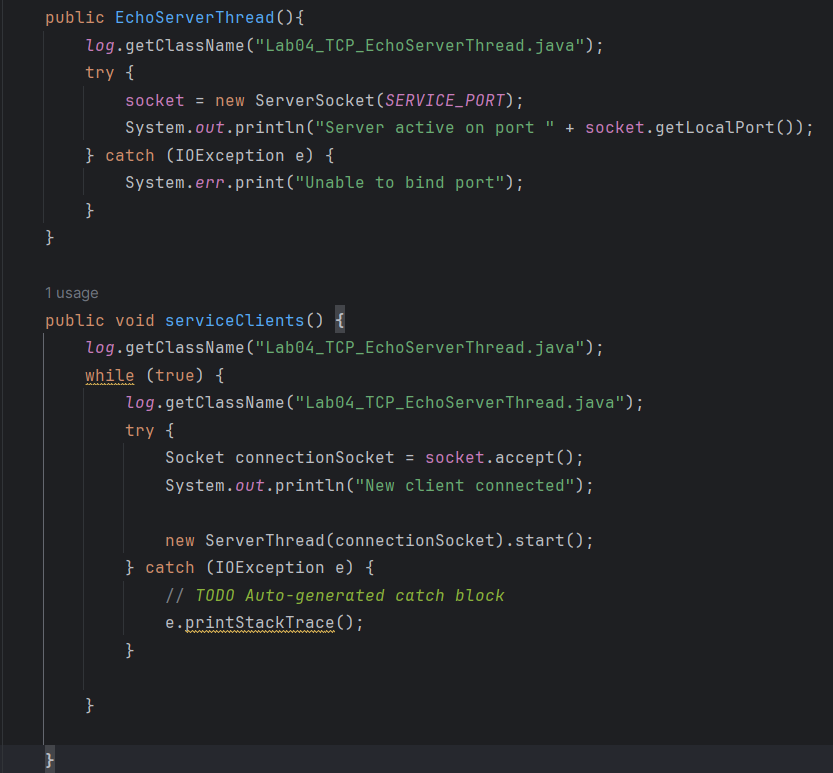 public EchoServerThread(){
log.getClassName("Lab04_TCP_EchoServerThread.java");
try {
socket = new ServerSocket(SERVICE_PORT);
System.out.println("Server active on port " + socket.getLocalPort());
} catch (IOException e) {
System.err.print("Unable to bind port");
}
}
1 usage
public void serviceClients() {
log.getClassName("Lab04_TCP_EchoServerThread.java");
while (true) {
log.getClassName("Lab04_TCP_EchoServerThread.java");
try {
Socket connectionSocket = socket.accept();
System.out.println("New client connected");
new ServerThread(connectionSocket).start();
} catch (IOException e) {
// TODO Auto-generated catch block
e.printStackTrace();
}
}
}